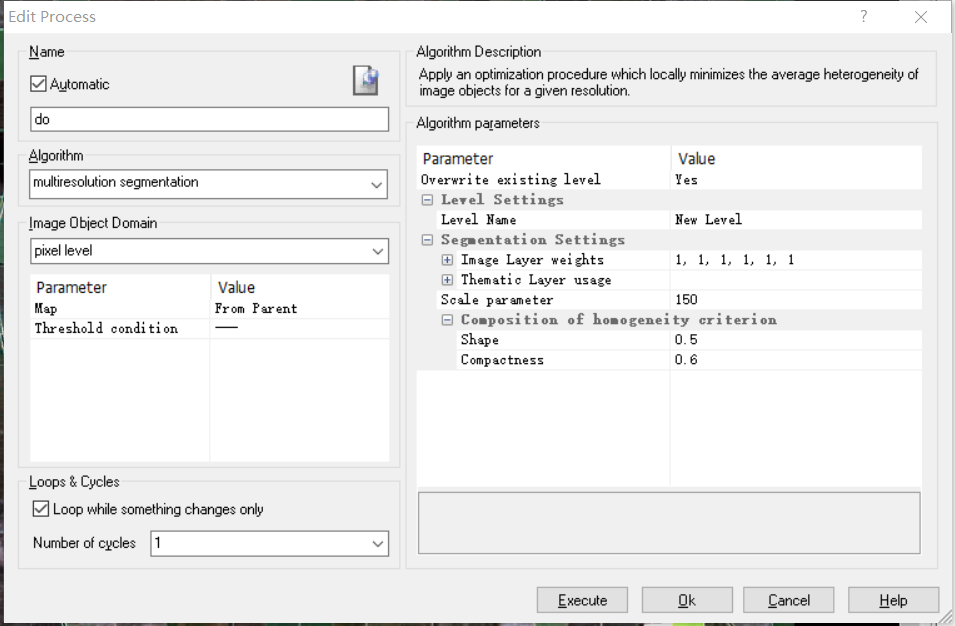 Edit Process
?
Name
Automatic
do
Algorithm
multiresolution segmentation
Image Object Domain
pixel level
Parameter Value
Map From Parent
Threshold condition —
Loops & Cycles
Loop while something changes only
Number of cycles 1
Algorithm Description
Apply an optimization procedure which locally minimizes the average heterogeneity of
image objects for a given resolution.
Algorithm parameters
Parameter Value
Overwrite existing level Yes
Level Settings
Level Name New Level
Segmentation Settings
Image Layer weights 1, 1, 1, 1, 1, 1
Thematic Layer usage
Scale parameter 150
Composition of homogeneity criterion
Shape 0.5
Compactness 0.6
Execute Ok Cancel Help